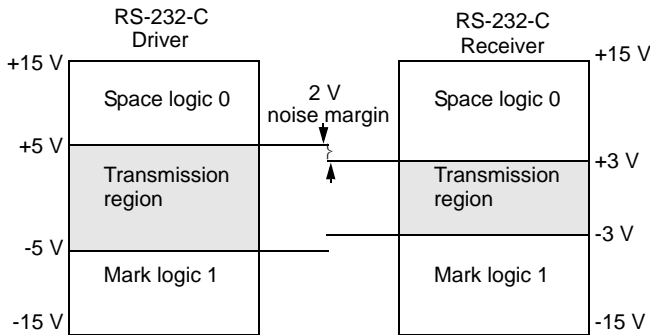 RS-232-C
Driver
RS-232-C
Receiver
+15 V
+15 V
Space logic 0
2 V
noise margin
Space logic 0
+5 V
+3 V
Transmission
region
Transmission
region
-5 V
-3 V
Mark logic 1
Mark logic 1
-15 V
-15 V